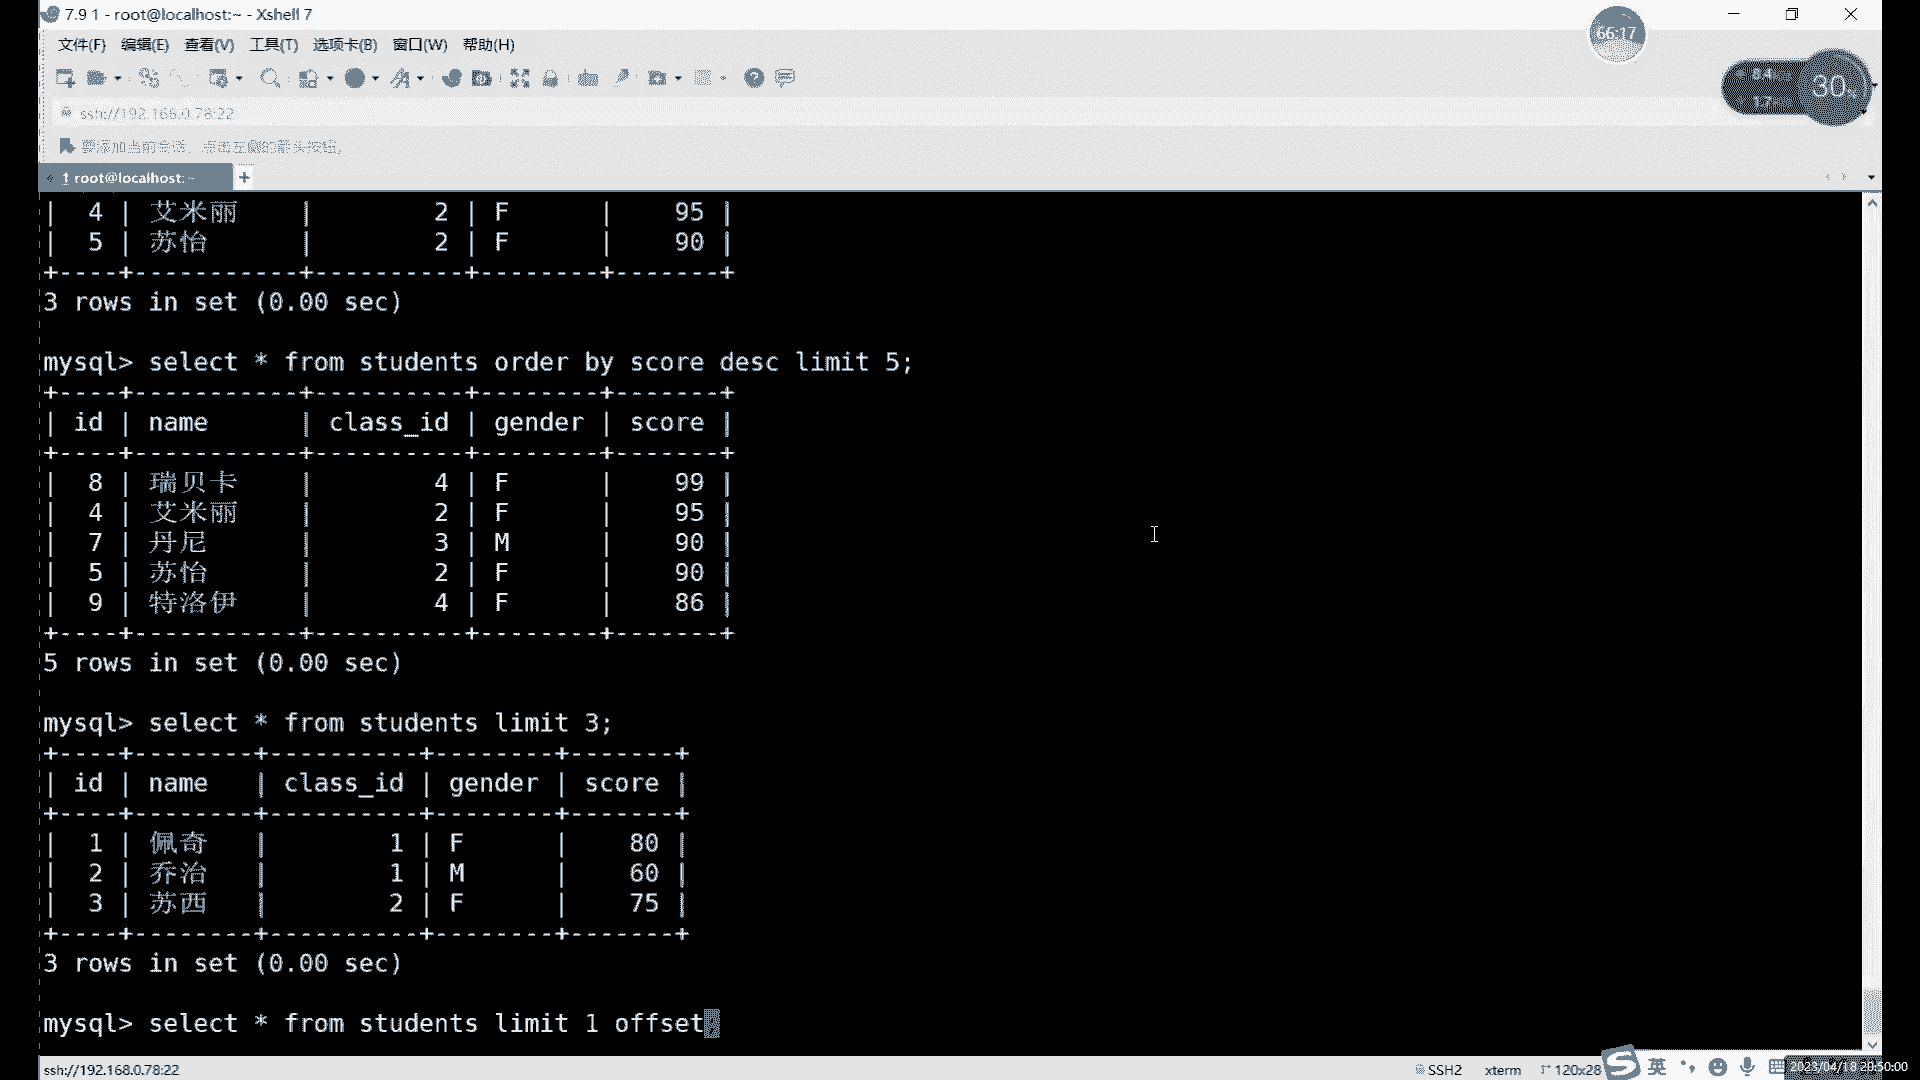 7.9 1 - root@localhost:~ - Xshell 7
66:17
文件(F) 编辑(E) 查看(V) 工具(T) 选项卡(B) 窗口(W) 帮助(H)
8.4
30%
1.7
ssh://192.168.0.78:22
要添加当前会话，点击左侧的箭头按钮。
1 root@localhost:~
| 4 | 艾米丽 | 2 | F | 95 |
| 5 | 苏怡 | 2 | F | 90 |
+----+-----------+----------+--------+-------+
3 rows in set (0.00 sec)
mysql> select * from students order by score desc limit 5;
+----+-----------+----------+--------+-------+
| id | name | class_id | gender | score |
+----+-----------+----------+--------+-------+
| 8 | 瑞贝卡 | 4 | F | 99 |
| 4 | 艾米丽 | 2 | F | 95 |
| 7 | 丹尼 | 3 | M | 90 |
| 5 | 苏怡 | 2 | F | 90 |
| 9 | 特洛伊 | 4 | F | 86 |
+----+-----------+----------+--------+-------+
5 rows in set (0.00 sec)
mysql> select * from students limit 3;
+----+--------+----------+--------+-------+
| id | name | class_id | gender | score |
+----+--------+----------+--------+-------+
| 1 | 佩奇 | 1 | F | 80 |
| 2 | 乔治 | 1 | M | 60 |
| 3 | 苏西 | 2 | F | 75 |
+----+--------+----------+--------+-------+
3 rows in set (0.00 sec)
mysql> select * from students limit 1 offset
ssh://192.168.0.78:22 SSH2 xterm 120x28 英 2023/04/18 20:50:00